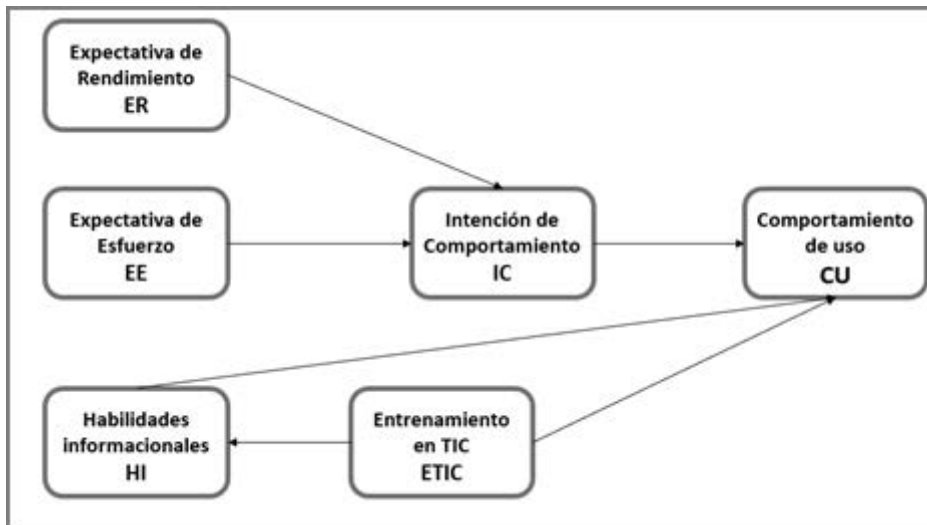 Expectativa de
Rendimiento
ER
Expectativa de
Esfuerzo
EE
Intención de
Comportamiento
IC
Comportamiento
de uso
CU
Habilidades
informacionales
HI
Entrenamiento
en TIC
ETIC